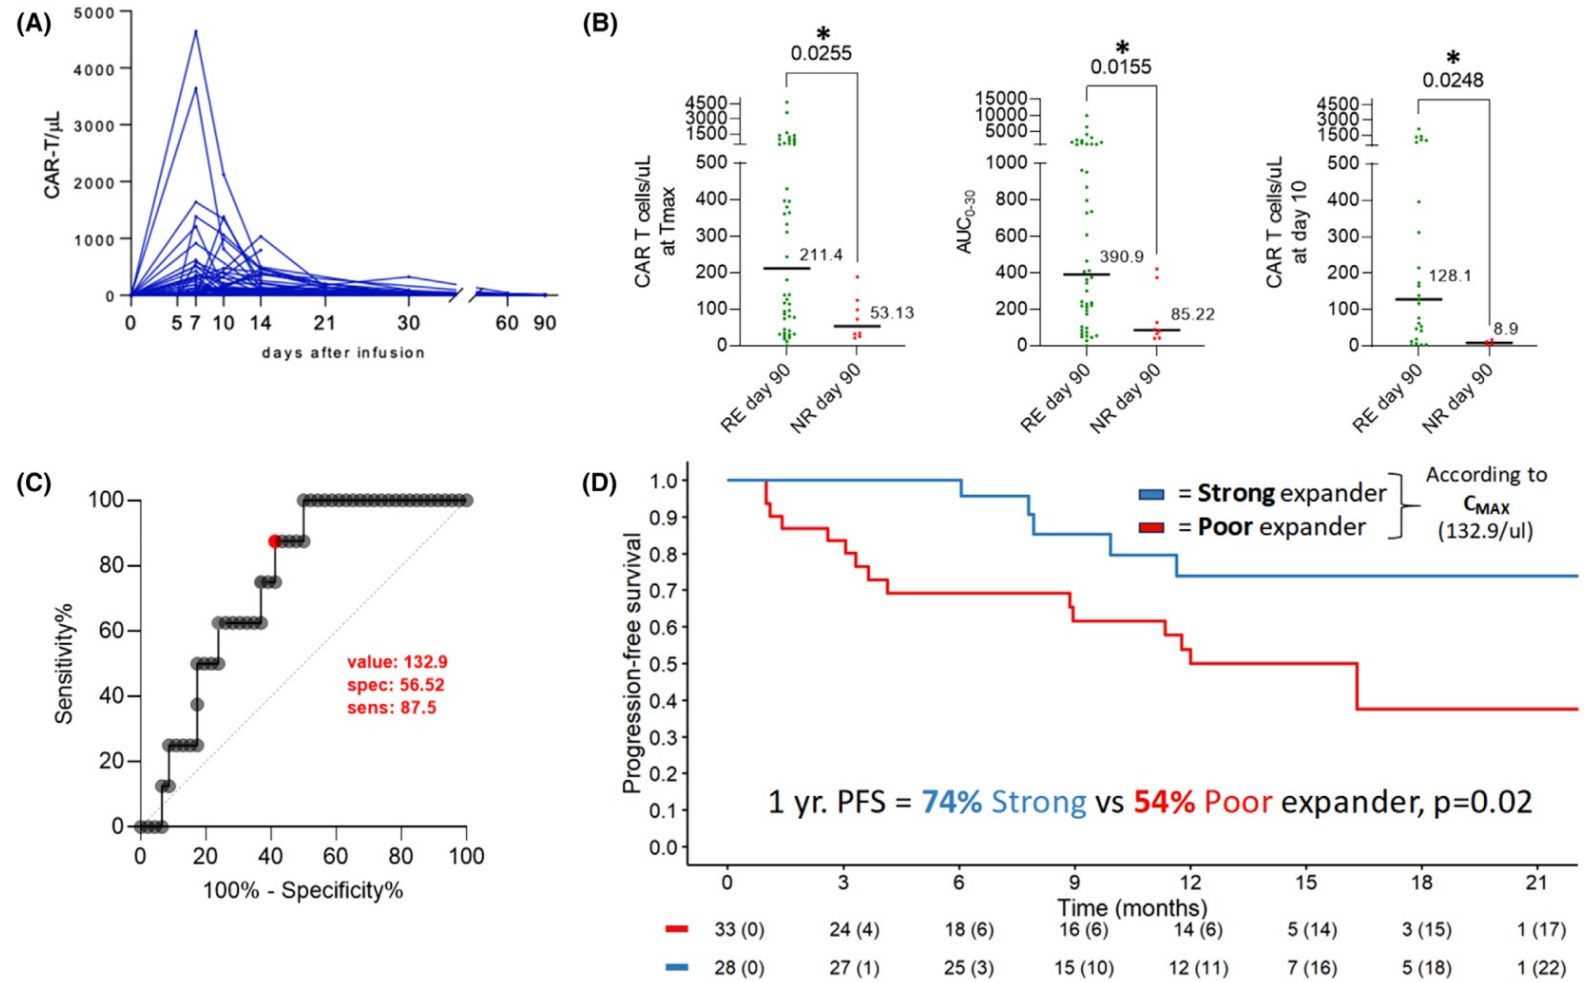 (A)
5000
4000
3000
2000
1000
0
CAR-T/μL
0 5 7 10 14 21 30 60 90
days after infusion
(B)
*
0.0255
4500
3000
1500
500
400
300
200
100
0
CAR T cells/uL
at Tmax
211.4
53.13
RE day 90
NR day 90
*
0.0155
15000
10000
5000
1000
800
600
400
200
0
AUC0-30
390.9
85.22
RE day 90
NR day 90
*
0.0248
4500
3000
1500
500
400
300
200
100
0
CAR T cells/uL
at day 10
128.1
8.9
RE day 90
NR day 90
(C)
100
80
60
40
20
0
Sensitivity%
value: 132.9
spec: 56.52
sens: 87.5
0 20 40 60 80 100
100% - Specificity%
(D)
1.0
0.9
0.8
0.7
0.6
0.5
0.4
0.3
0.2
0.1
0.0
Progression-free survival
= Strong expander
= Poor expander
According to
CMAX
(132.9/ul)
1 yr. PFS = 74% Strong vs 54% Poor expander, p=0.02
0 3 6 9 12 15 18 21
Time (months)
33 (0) 24 (4) 18 (6) 16 (6) 14 (6) 5 (14) 3 (15) 1 (17)
28 (0) 27 (1) 25 (3) 15 (10) 12 (11) 7 (16) 5 (18) 1 (22)